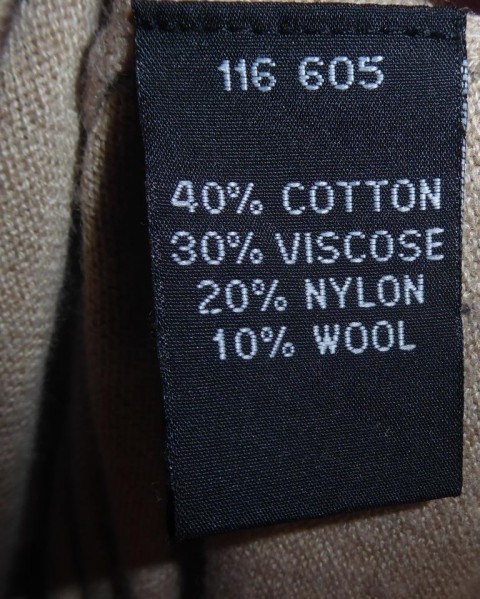 116 605
40% COTTON
30% VISCOSE
20% NYLON
10% WOOL